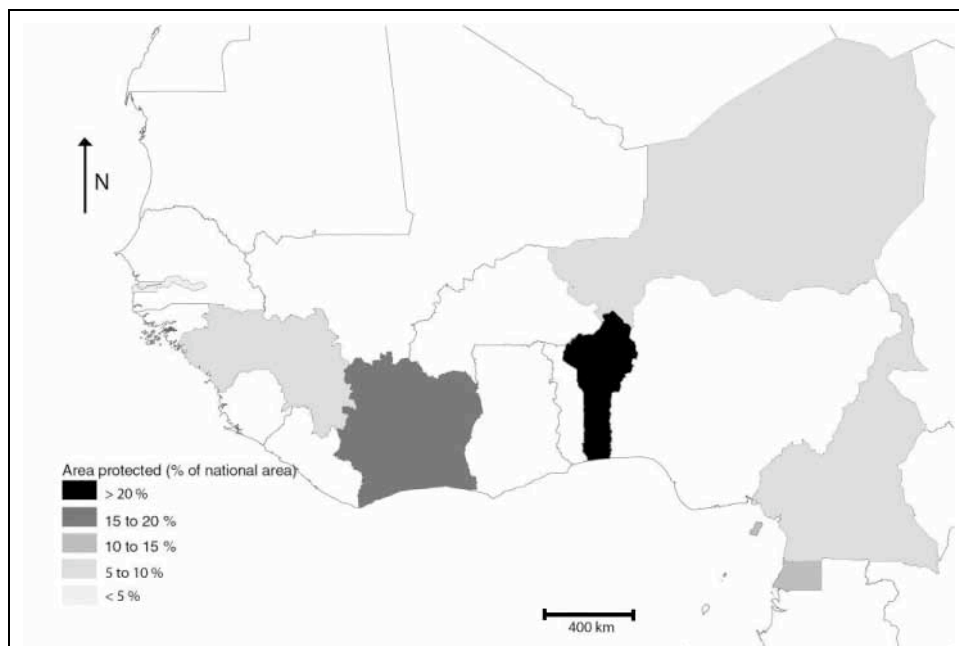 N
Area protected (% of national area)
> 20 %
15 to 20 %
10 to 15 %
5 to 10 %
< 5 %
400 km